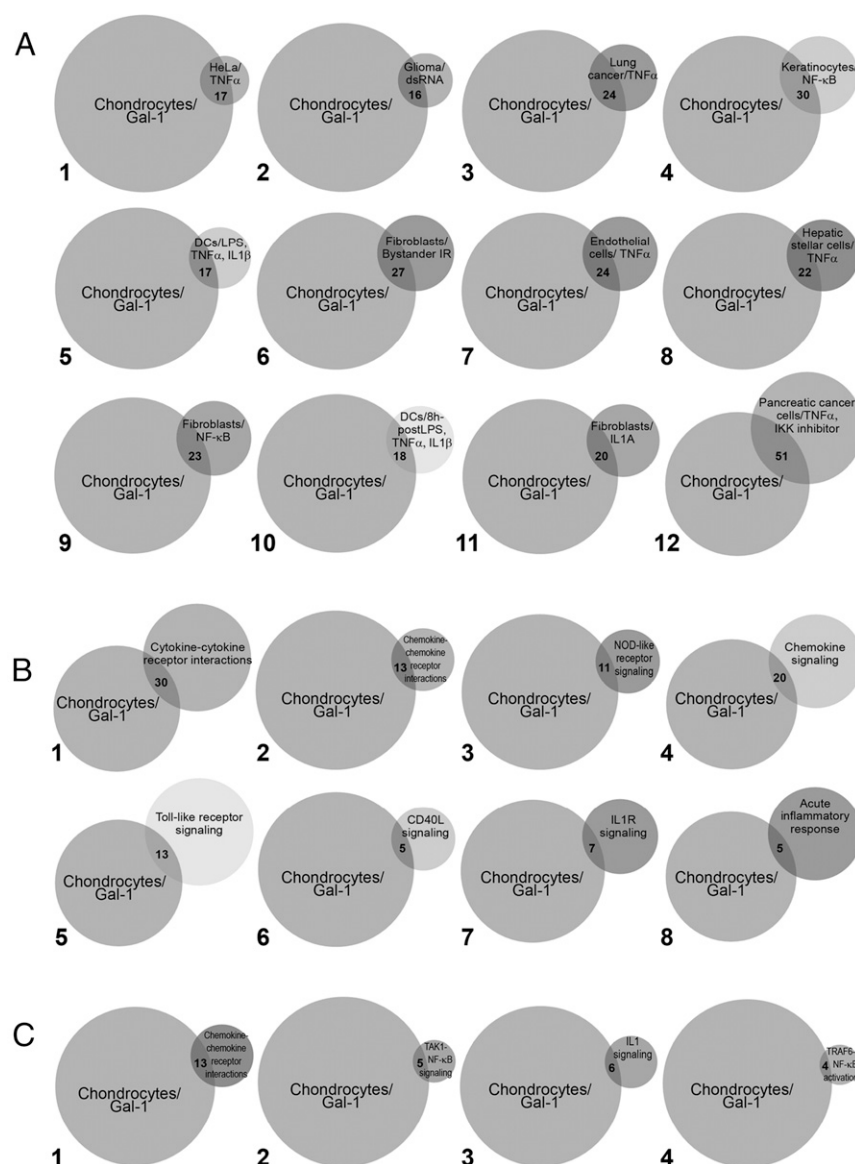 A
HeLa/
TNFα
17
Chondrocytes/
Gal-1
1
Glioma/
dsRNA
16
Chondrocytes/
Gal-1
2
Lung
cancer/TNFα
24
Chondrocytes/
Gal-1
3
Keratinocytes/
NF-κB
30
Chondrocytes/
Gal-1
4
DCs/LPS,
TNFα, IL1β
17
Chondrocytes/
Gal-1
5
Fibroblasts/
Bystander IR
27
Chondrocytes/
Gal-1
6
Endothelial
cells/ TNFα
24
Chondrocytes/
Gal-1
7
Hepatic
stellar cells/
TNFα
22
Chondrocytes/
Gal-1
8
Fibroblasts/
NF-κB
23
Chondrocytes/
Gal-1
9
DCs/8h-
postLPS,
TNFα, IL1β
18
Chondrocytes/
Gal-1
10
Fibroblasts/
IL1A
20
Chondrocytes/
Gal-1
11
Pancreatic cancer
cells/TNFα,
IKK inhibitor
51
Chondrocytes/
Gal-1
12
B
Cytokine-cytokine
receptor interactions
30
Chondrocytes/
Gal-1
1
Chemokine-
chemokine
receptor
interactions
13
Chondrocytes/
Gal-1
2
NOD-like
receptor
signaling
11
Chondrocytes/
Gal-1
3
Chemokine
signaling
20
Chondrocytes/
Gal-1
4
Toll-like receptor
signaling
13
Chondrocytes/
Gal-1
5
CD40L
signaling
5
Chondrocytes/
Gal-1
6
IL1R
signaling
7
Chondrocytes/
Gal-1
7
Acute
inflammatory
response
5
Chondrocytes/
Gal-1
8
C
Chemokine-
chemokine
receptor
interactions
13
Chondrocytes/
Gal-1
1
TAK1-
NF-κB
signaling
5
Chondrocytes/
Gal-1
2
IL1
signaling
6
Chondrocytes/
Gal-1
3
TRAF6-
NF-κB
activation
4
Chondrocytes/
Gal-1
4